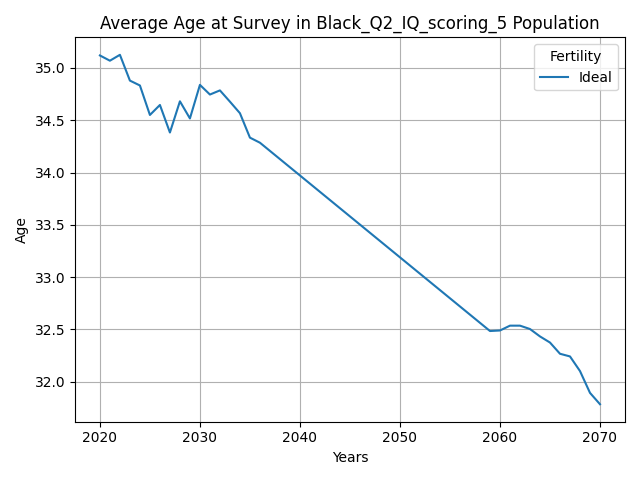 Average Age at Survey in Black_Q2_IQ_scoring_5 Population
Fertility
Ideal
35.0
34.5
34.0
33.5
33.0
32.5
32.0
Age
2020 2030 2040 2050 2060 2070
Years